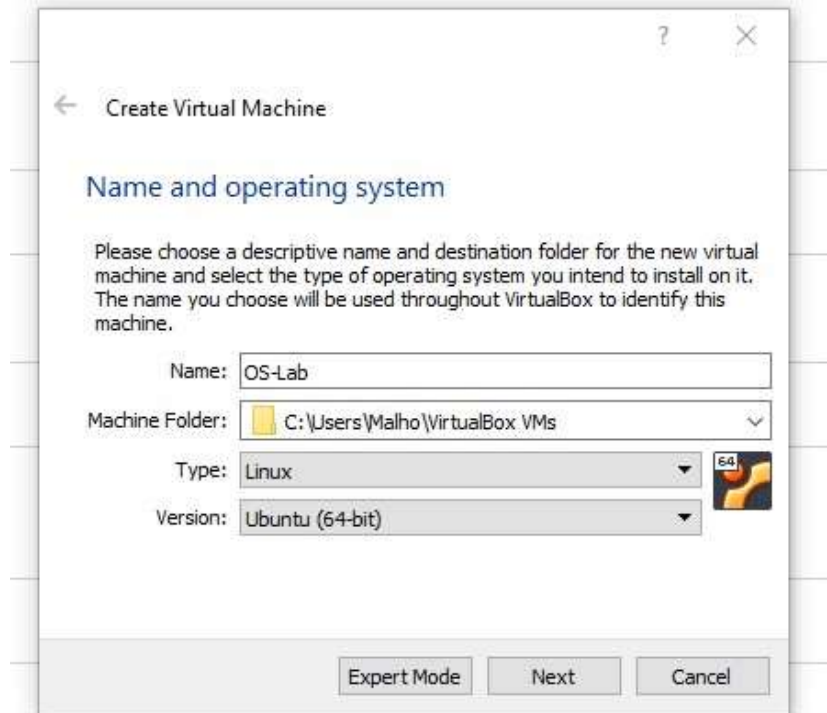 ?
Create Virtual Machine
Name and operating system
Please choose a descriptive name and destination folder for the new virtual
machine and select the type of operating system you intend to install on it.
The name you choose will be used throughout VirtualBox to identify this
machine.
Name: OS-Lab
Machine Folder: C:\Users\Malho\VirtualBox VMs
Type: Linux 64
Version: Ubuntu (64-bit)
Expert Mode Next Cancel